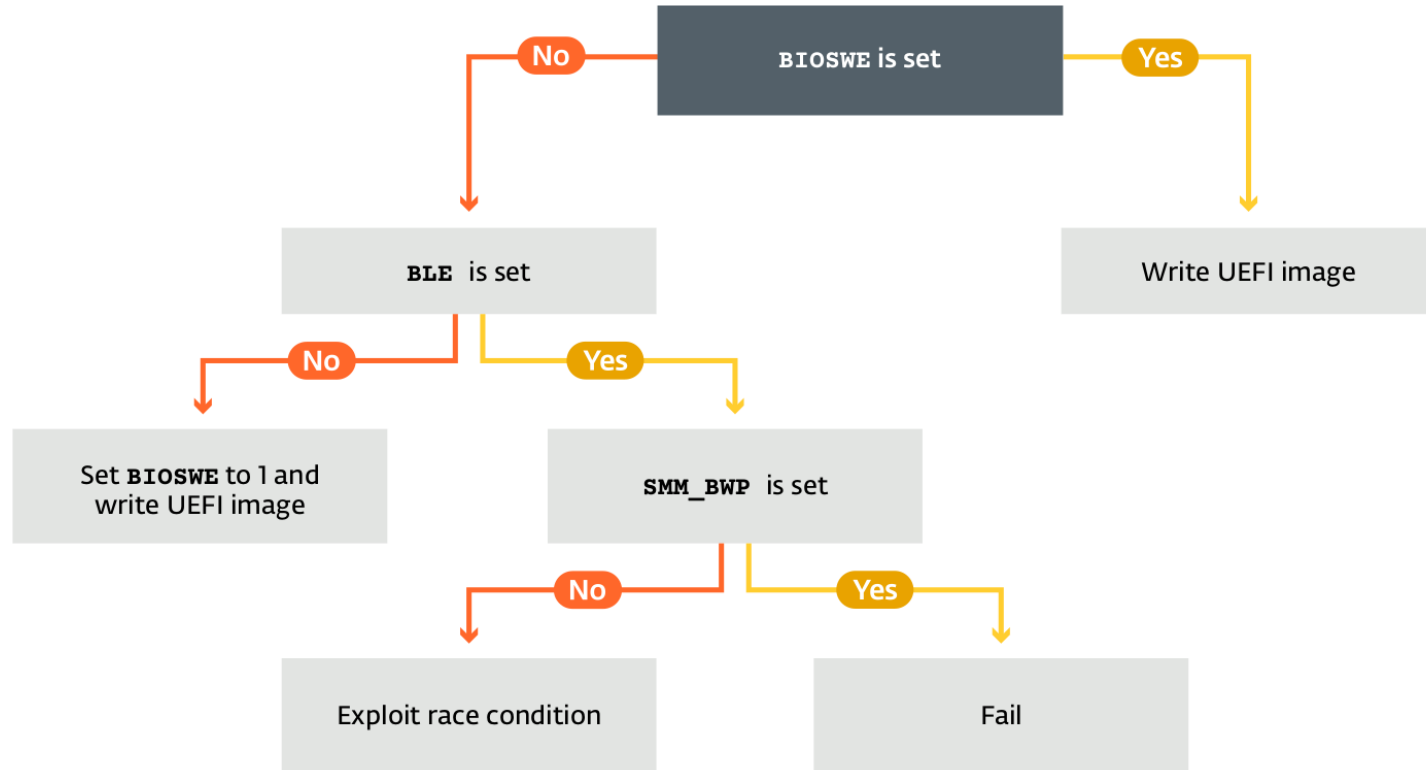 No
BIOSWE is set
Yes
BLE is set
Write UEFI image
No
Yes
Set BIOSWE to 1 and
write UEFI image
SMM_BWP is set
No
Yes
Exploit race condition
Fail